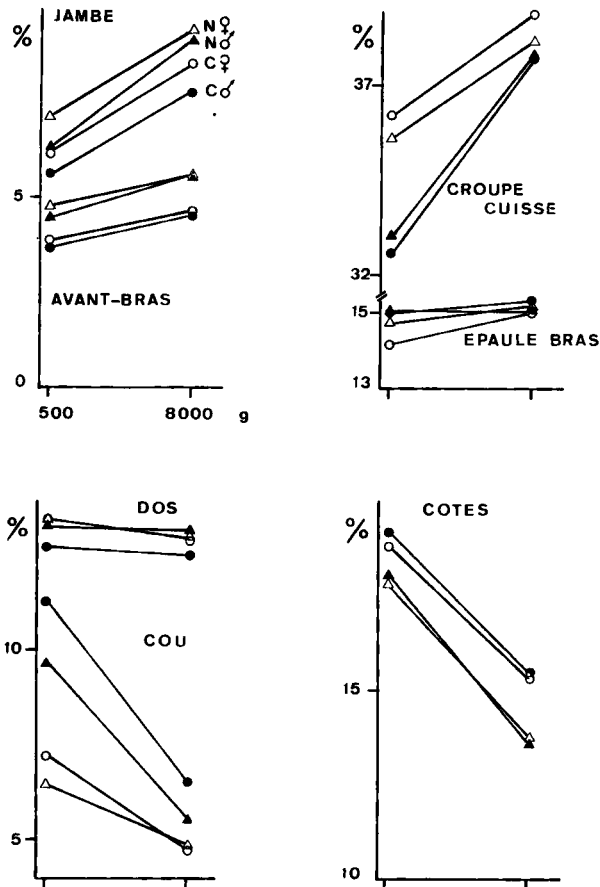 JAMBE
%
N♀
N♂
C♀
C♂
5
AVANT-BRAS
0
500 8000 g
%
37
CROUPE
CUISSE
32
15
EPAULE BRAS
13
DOS
%
COU
10
5
COTES
%
15
10